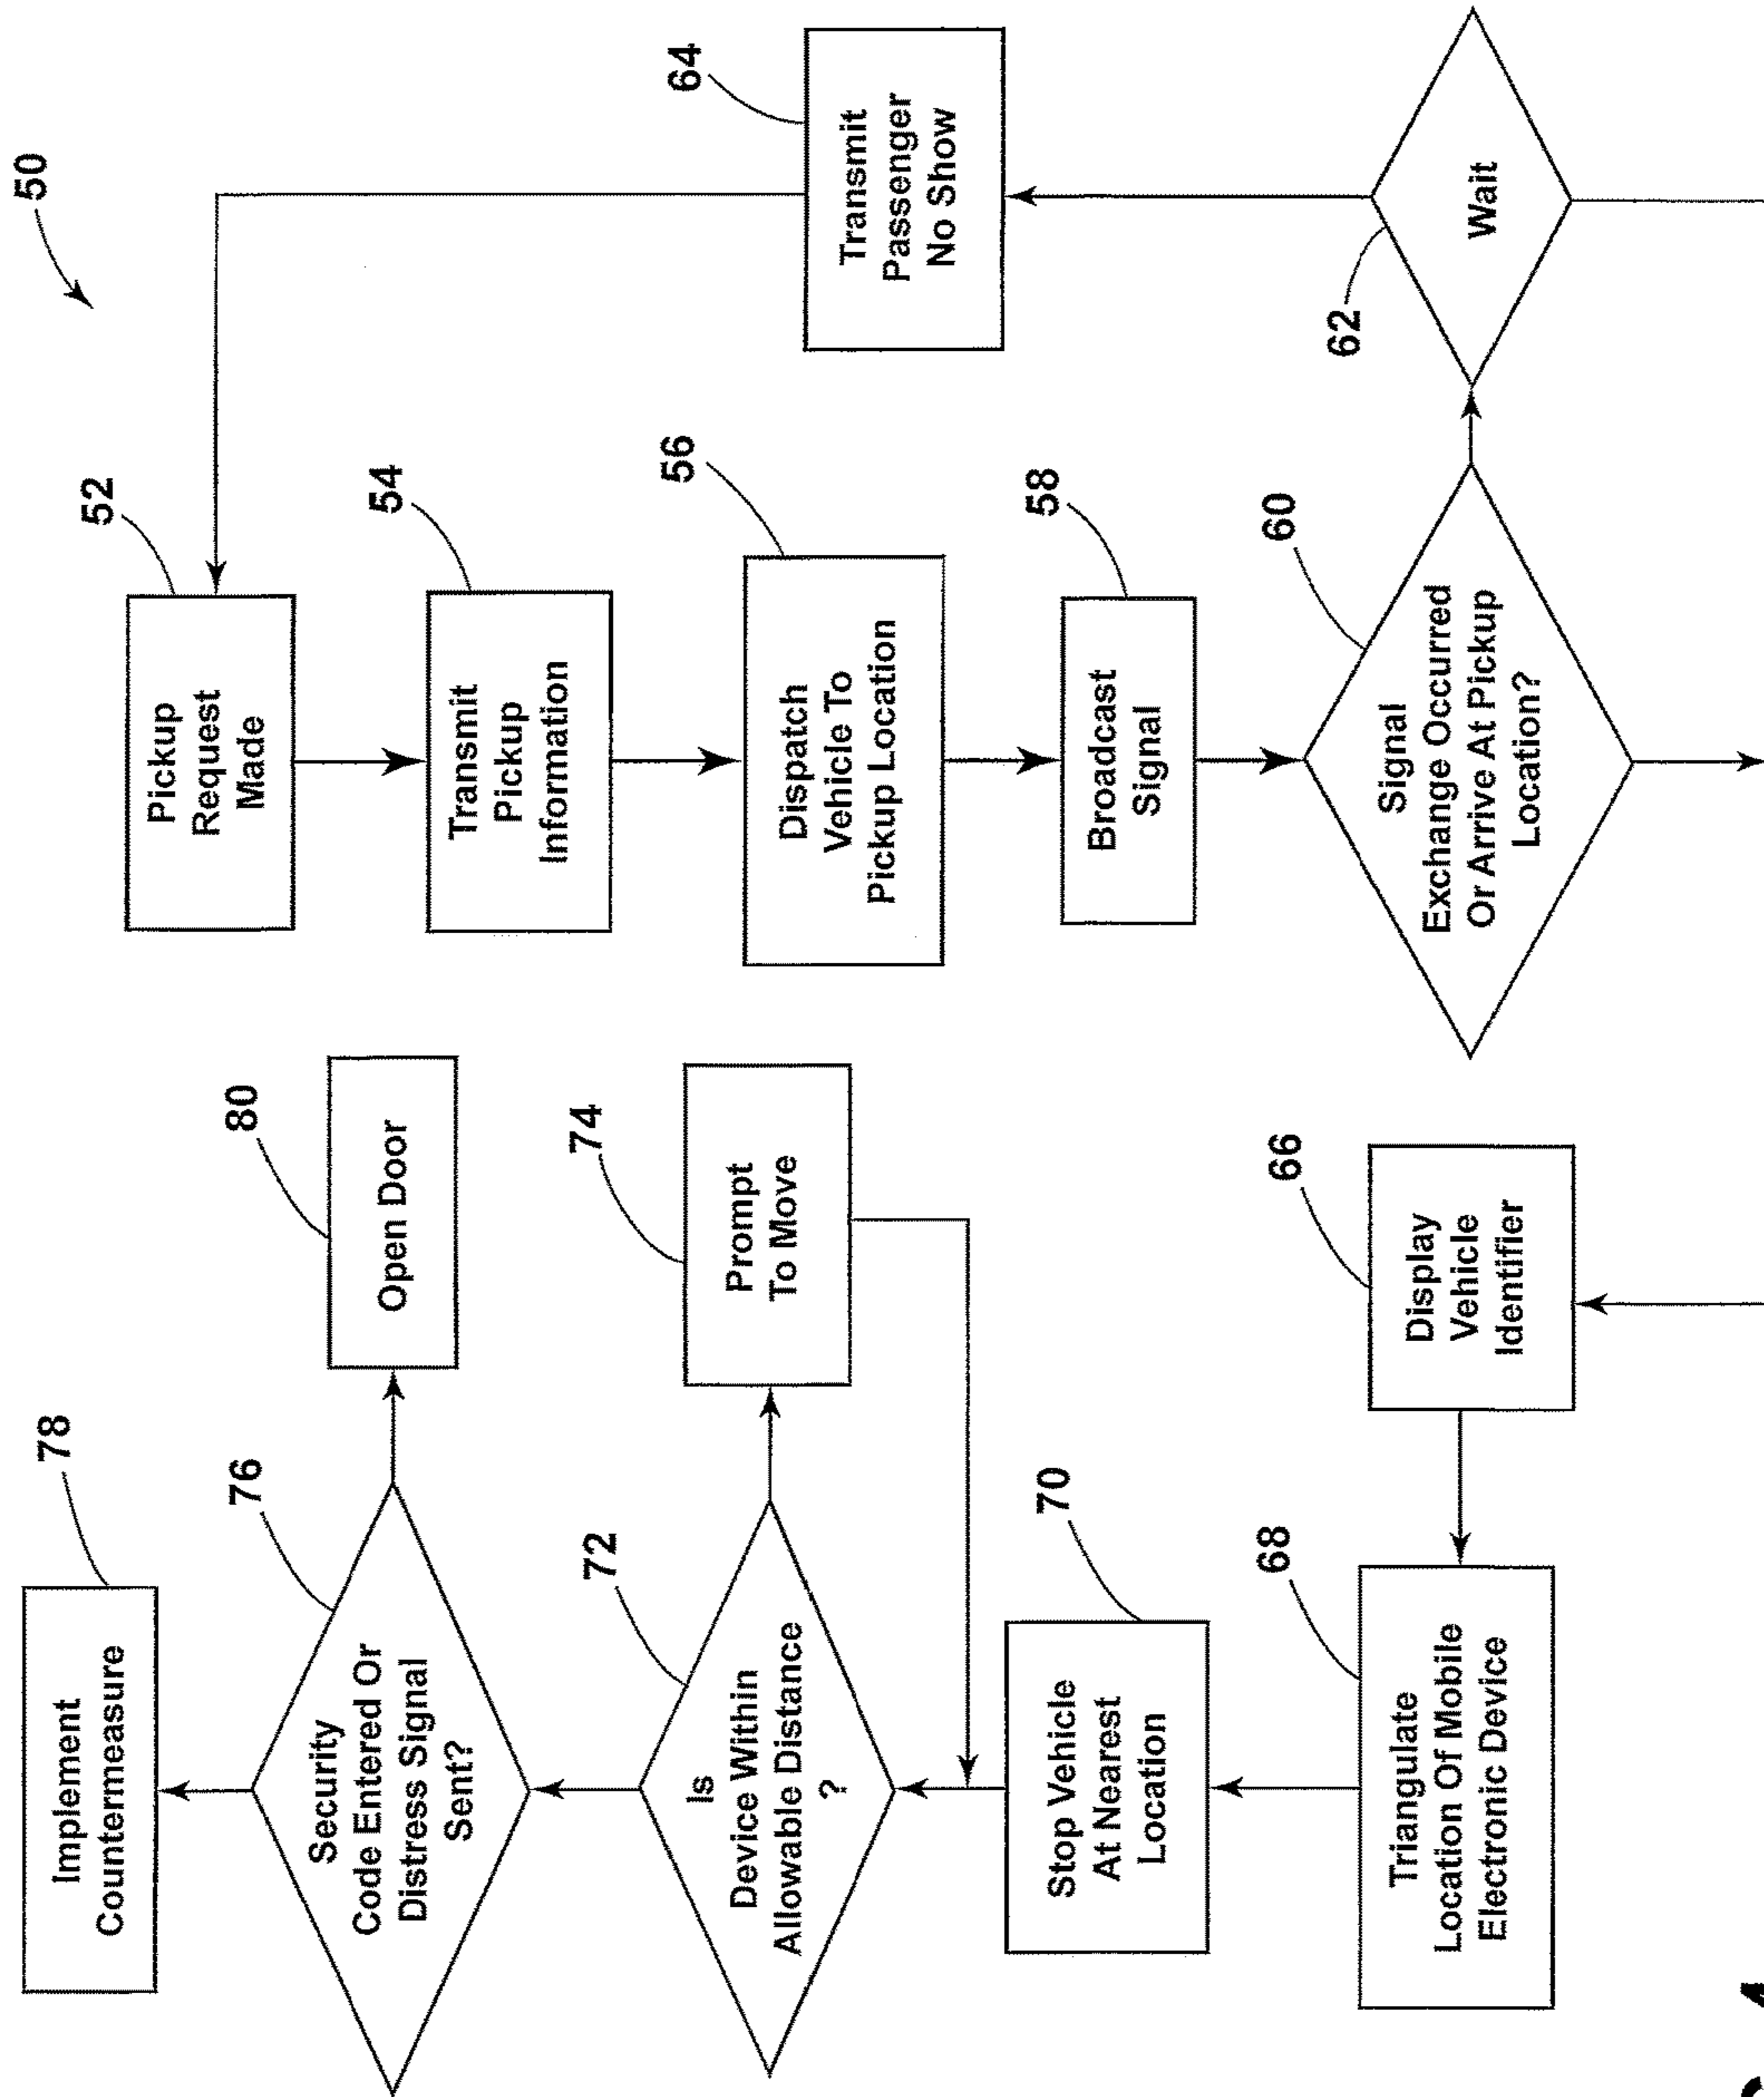 50
52
Pickup
Request
Made
54
Transmit
Pickup
Information
56
Dispatch
Vehicle To
Pickup Location
58
Broadcast
Signal
60
Signal
Exchange Occurred
Or Arrive At Pickup
Location?
62
Wait
64
Transmit
Passenger
No Show
66
Display
Vehicle
Identifier
68
Triangulate
Location Of Mobile
Electronic Device
70
Stop Vehicle
At Nearest
Location
72
Is
Device Within
Allowable Distance
?
74
Prompt
To Move
76
Security
Code Entered Or
Distress Signal
Sent?
78
Implement
Countermeasure
80
Open Door